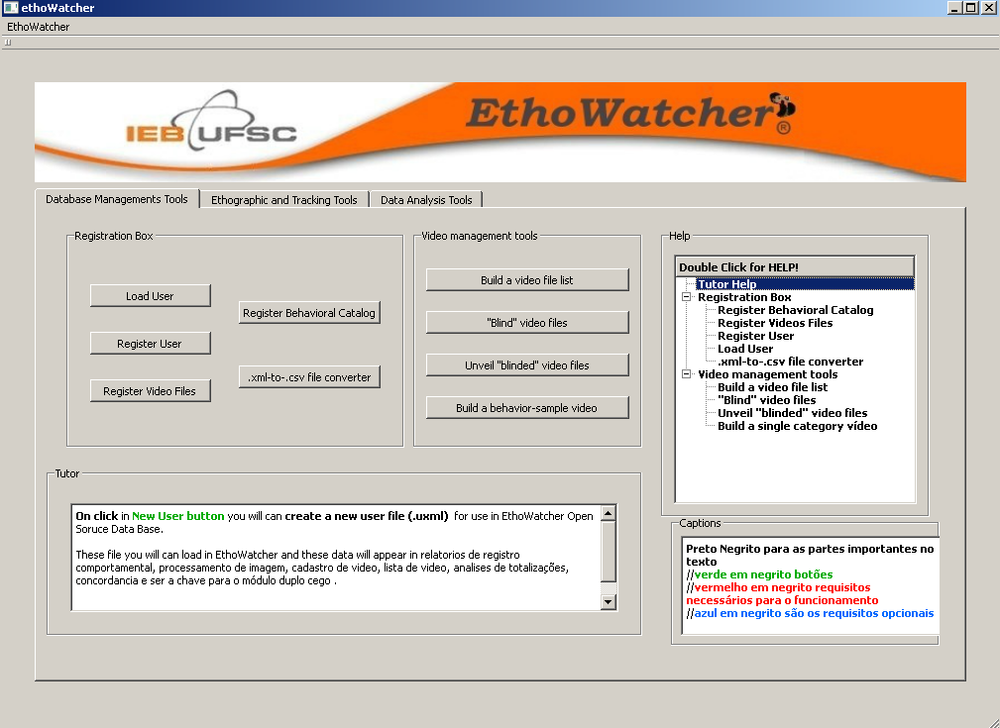 ethoWatcher
EthoWatcher
IEB UFSC
EthoWatcher®
Database Managements Tools
Ethographic and Tracking Tools
Data Analysis Tools
Registration Box
Load User
Register User
Register Video Files
Register Behavioral Catalog
.xml-to-.csv file converter
Video management tools
Build a video file list
"Blind" video files
Unveil "blinded" video files
Build a behavior-sample video
Help
Double Click for HELP!
Tutor Help
Registration Box
Register Behavioral Catalog
Register Videos Files
Register User
Load User
.xml-to-.csv file converter
Video management tools
Build a video file list
"Blind" video files
Unveil "blinded" video files
Build a single category vídeo
Tutor
On click in New User button you will can create a new user file (.uxml) for use in EthoWatcher Open
Soruce Data Base.
These file you will can load in EthoWatcher and these data will appear in relatorios de registro
comportamental, processamento de imagem, cadastro de video, lista de video, analises de totalizações,
concordancia e ser a chave para o módulo duplo cego .
Captions
Preto Negrito para as partes importantes no
texto
//verde em negrito botões
//vermelho em negrito requisitos
necessários para o funcionamento
//azul em negrito são os requisitos opcionais